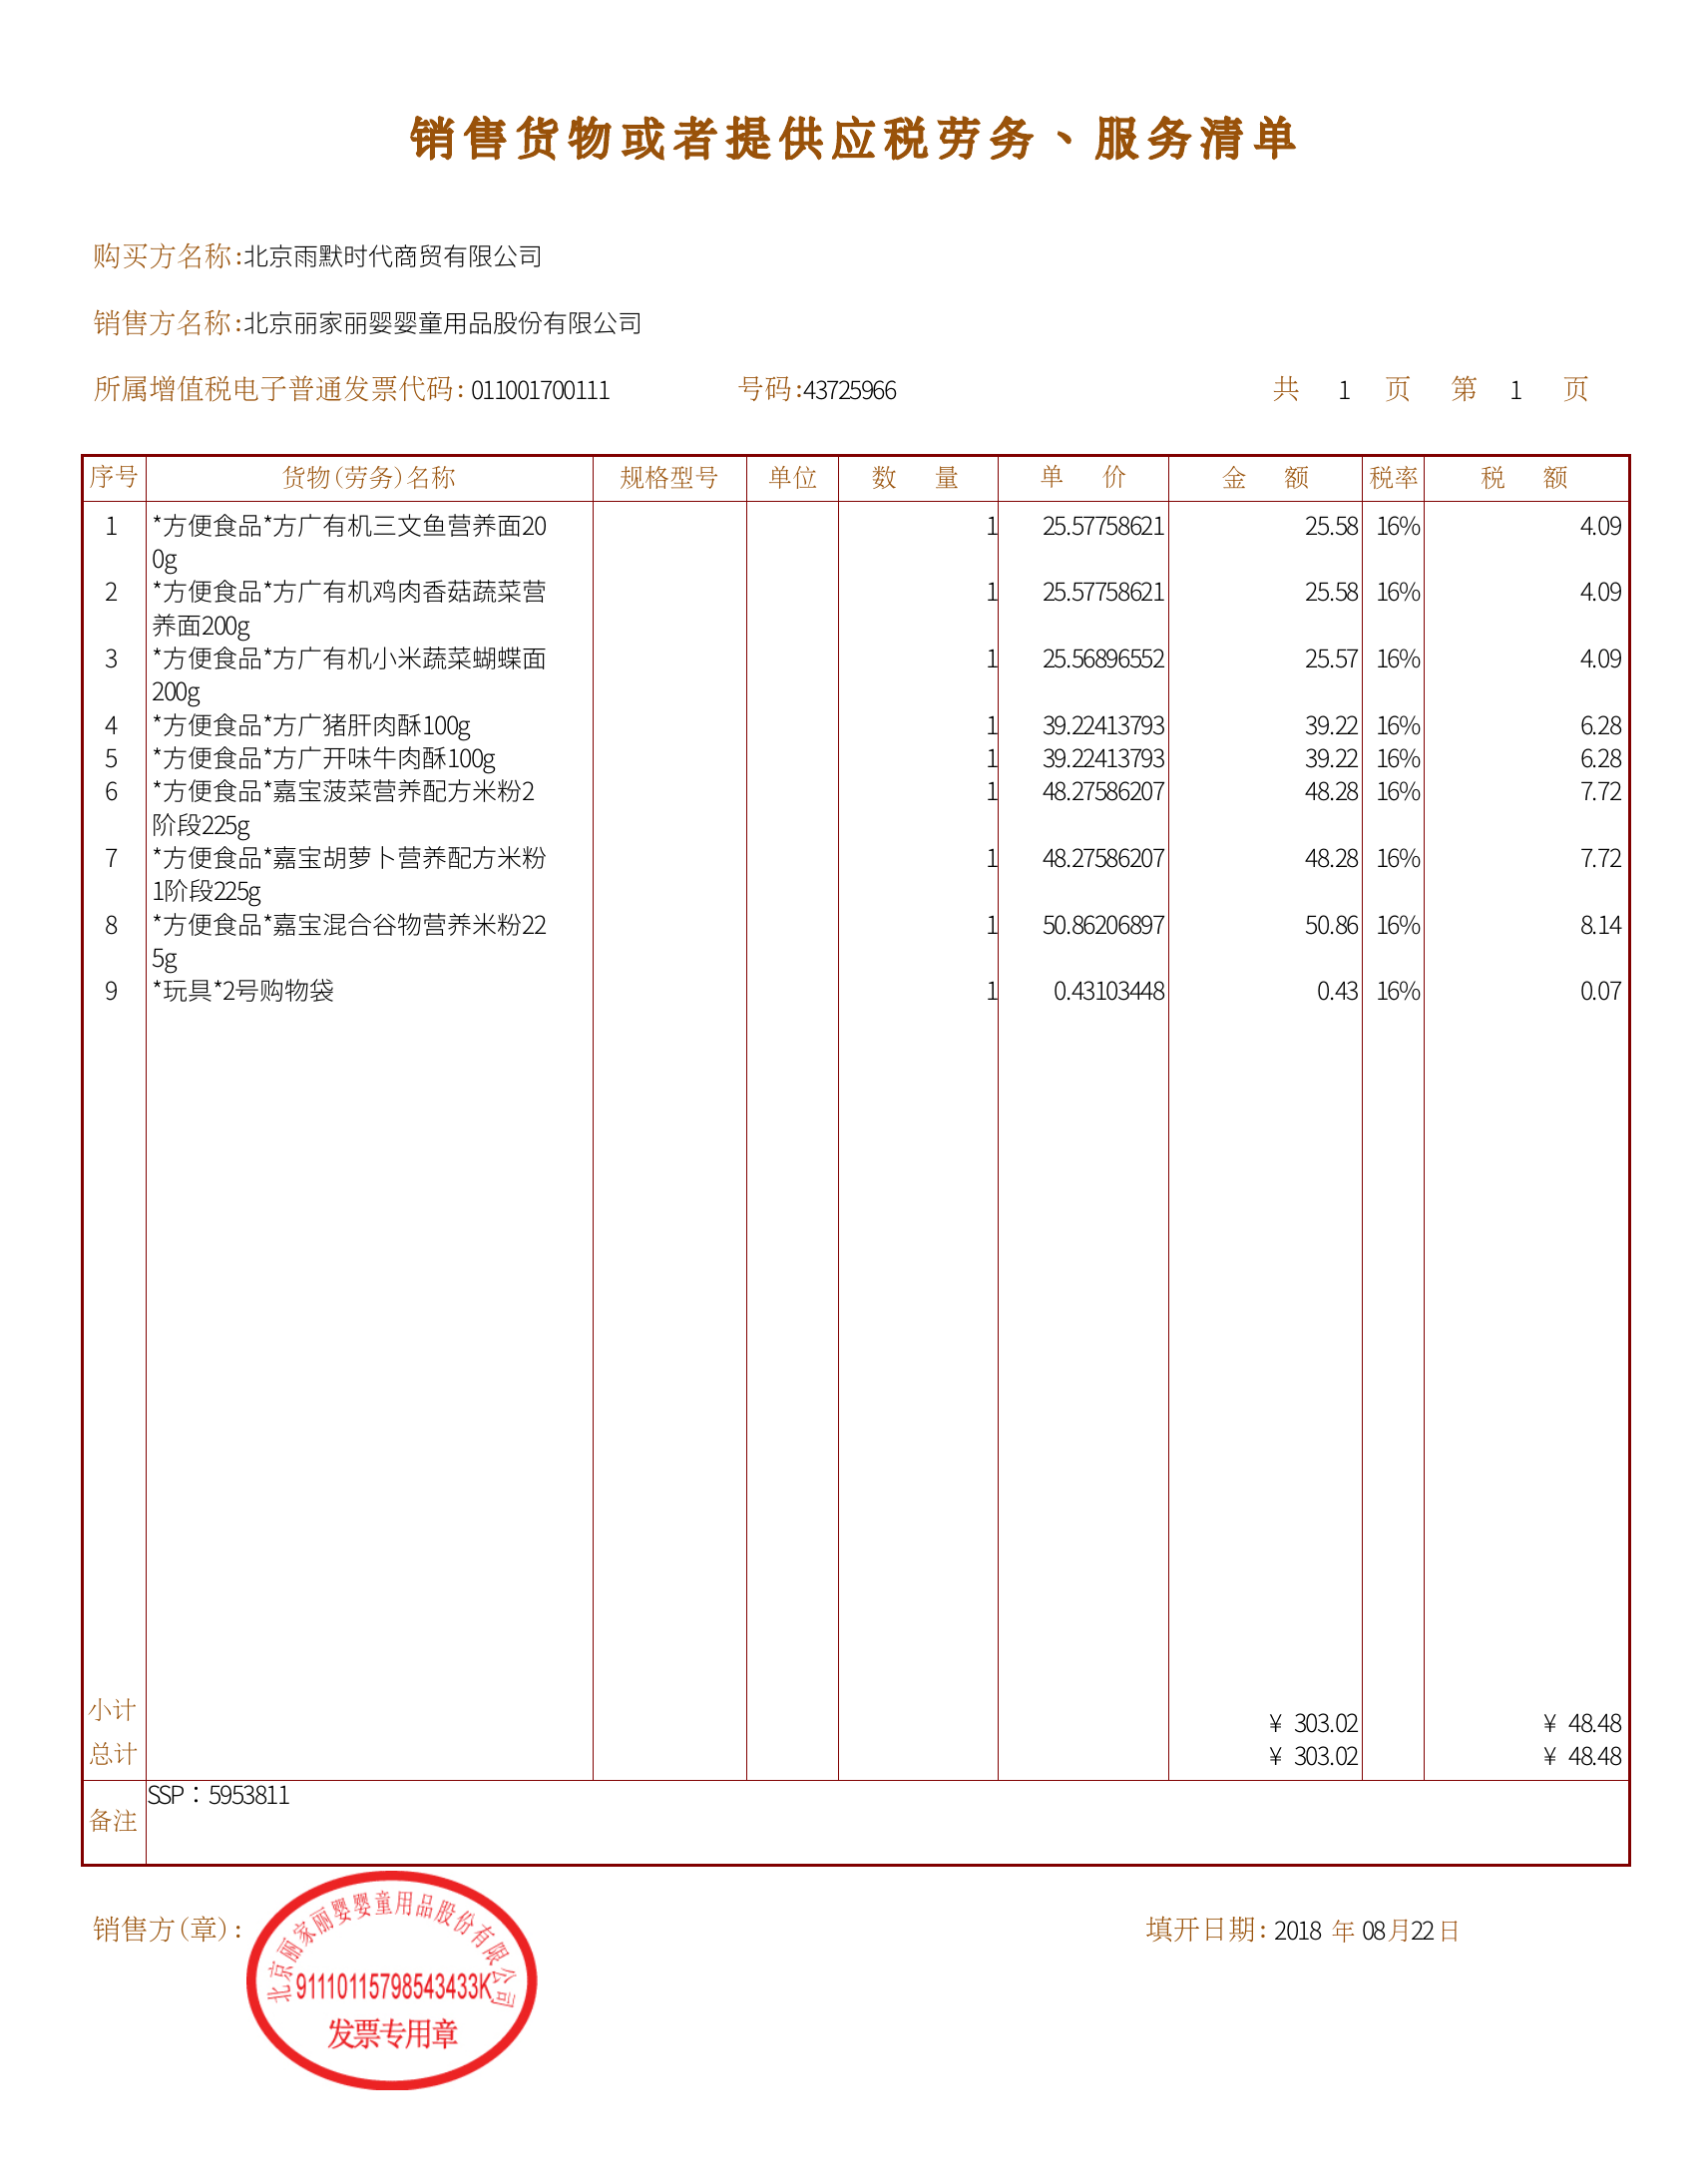 销售货物或者提供应税劳务、服务清单
购买方名称:北京雨默时代商贸有限公司
销售方名称:北京丽家丽婴婴童用品股份有限公司
所属增值税电子普通发票代码: 011001700111 号码:43725966 共 1 页 第 1 页
序号 货物(劳务)名称 规格型号 单位 数 量 单 价 金 额 税率 税 额
1 *方便食品*方广有机三文鱼营养面20 1 25.57758621 25.58 16% 4.09
0g
2 *方便食品*方广有机鸡肉香菇蔬菜营 1 25.57758621 25.58 16% 4.09
养面200g
3 *方便食品*方广有机小米蔬菜蝴蝶面 1 25.56896552 25.57 16% 4.09
200g
4 *方便食品*方广猪肝肉酥100g 1 39.22413793 39.22 16% 6.28
5 *方便食品*方广开味牛肉酥100g 1 39.22413793 39.22 16% 6.28
6 *方便食品*嘉宝菠菜营养配方米粉2 1 48.27586207 48.28 16% 7.72
阶段225g
7 *方便食品*嘉宝胡萝卜营养配方米粉 1 48.27586207 48.28 16% 7.72
1阶段225g
8 *方便食品*嘉宝混合谷物营养米粉22 1 50.86206897 50.86 16% 8.14
5g
9 *玩具*2号购物袋 1 0.43103448 0.43 16% 0.07
小计 ¥ 303.02 ¥ 48.48
总计 ¥ 303.02 ¥ 48.48
备注 SSP：5953811
销售方(章): 填开日期: 2018 年 08月22日
北京丽家丽婴婴童用品股份有限公司
91110115798543433K
发票专用章